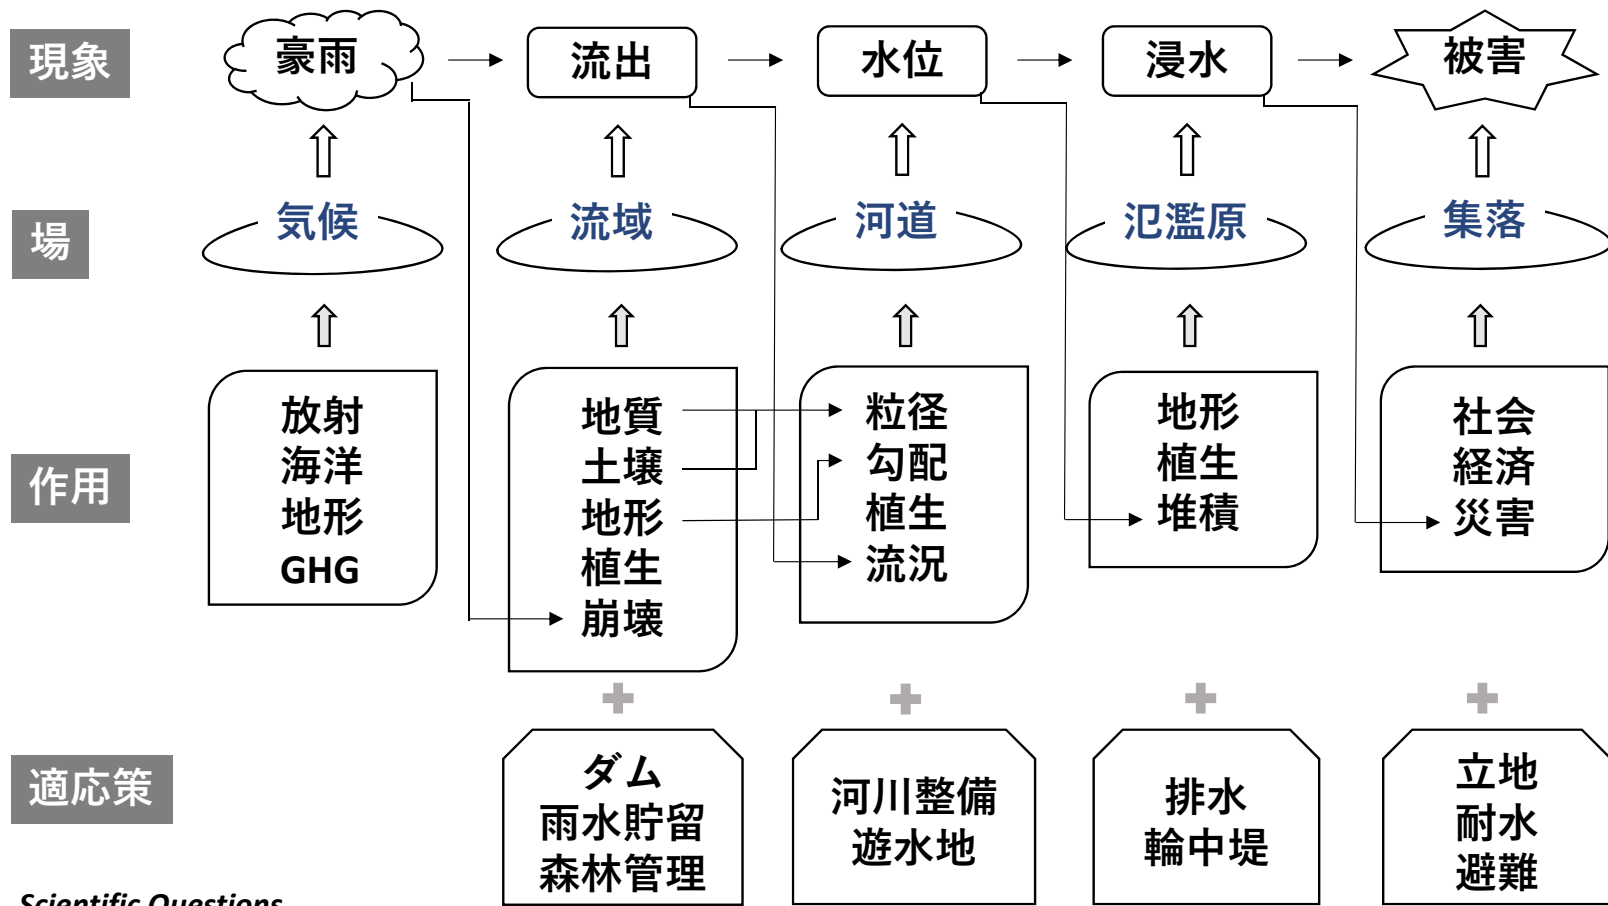 現象
豪雨
流出
水位
浸水
被害
場
気候
流域
河道
氾濫原
集落
作用
放射
海洋
地形
GHG
地質
土壌
地形
植生
崩壊
粒径
勾配
植生
流況
地形
植生
堆積
社会
経済
災害
適応策
ダム
雨水貯留
森林管理
河川整備
遊水地
排水
輪中堤
立地
耐水
避難
Scientific Questions